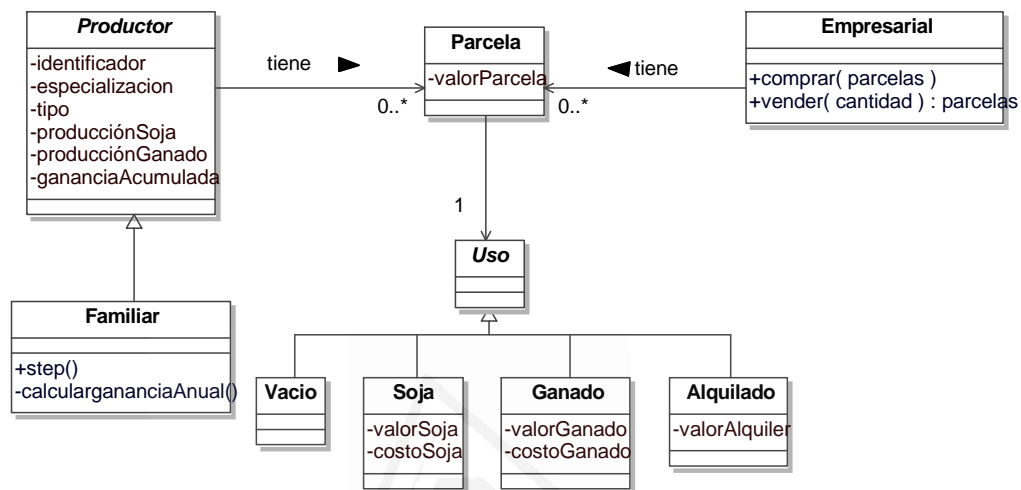 Productor
-identificador
-especializacion
-tipo
-producciónSoja
-producciónGanado
-gananciaAcumulada
tiene
0..*
Parcela
-valorParcela
tiene
0..*
Empresarial
+comprar( parcelas )
+vender( cantidad ) : parcelas
1
Uso
Familiar
+step()
-calculargananciaAnual()
Vacio
Soja
-valorSoja
-costoSoja
Ganado
-valorGanado
-costoGanado
Alquilado
-valorAlquiler